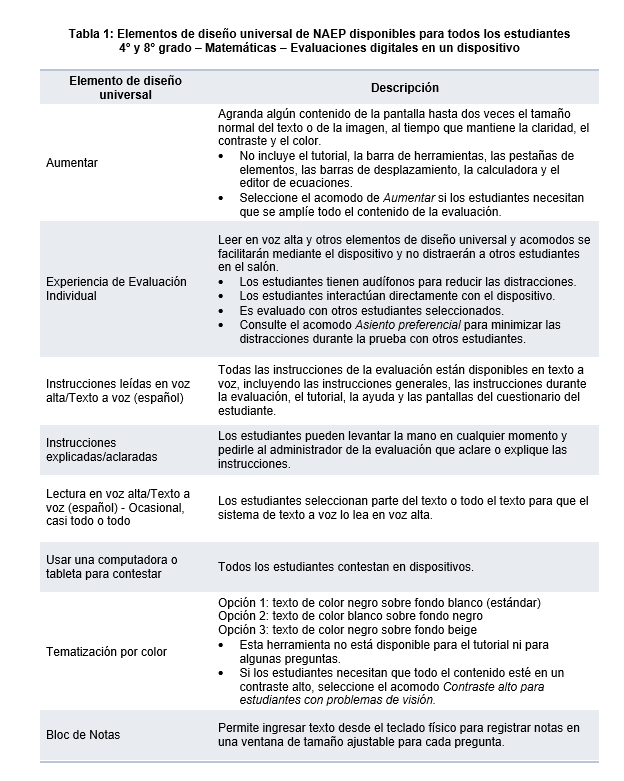 Tabla 1: Elementos de diseño universal de NAEP disponibles para todos los estudiantes
4° y 8° grado – Matemáticas – Evaluaciones digitales en un dispositivo
Elemento de diseño
universal
Descripción
Aumentar
Agranda algún contenido de la pantalla hasta dos veces el tamaño
normal del texto o de la imagen, al tiempo que mantiene la claridad, el
contraste y el color.
• No incluye el tutorial, la barra de herramientas, las pestañas de
elementos, las barras de desplazamiento, la calculadora y el
editor de ecuaciones.
• Seleccione el acomodo de Aumentar si los estudiantes necesitan
que se amplíe todo el contenido de la evaluación.
Experiencia de Evaluación
Individual
Leer en voz alta y otros elementos de diseño universal y acomodos se
facilitarán mediante el dispositivo y no distraerán a otros estudiantes
en el salón.
• Los estudiantes tienen audífonos para reducir las distracciones.
• Los estudiantes interactúan directamente con el dispositivo.
• Es evaluado con otros estudiantes seleccionados.
• Consulte el acomodo Asiento preferencial para minimizar las
distracciones durante la prueba con otros estudiantes.
Instrucciones leídas en voz
alta/Texto a voz (español)
Todas las instrucciones de la evaluación están disponibles en texto a
voz, incluyendo las instrucciones generales, las instrucciones durante
la evaluación, el tutorial, la ayuda y las pantallas del cuestionario del
estudiante.
Instrucciones
explicadas/aclaradas
Los estudiantes pueden levantar la mano en cualquier momento y
pedirle al administrador de la evaluación que aclare o explique las
instrucciones.
Lectura en voz alta/Texto a
voz (español) - Ocasional,
casi todo o todo
Los estudiantes seleccionan parte del texto o todo el texto para que el
sistema de texto a voz lo lea en voz alta.
Usar una computadora o
tableta para contestar
Todos los estudiantes contestan en dispositivos.
Tematización por color
Opción 1: texto de color negro sobre fondo blanco (estándar)
Opción 2: texto de color blanco sobre fondo negro
Opción 3: texto de color negro sobre fondo beige
• Esta herramienta no está disponible para el tutorial ni para
algunas preguntas.
• Si los estudiantes necesitan que todo el contenido esté en un
contraste alto, seleccione el acomodo Contraste alto para
estudiantes con problemas de visión.
Bloc de Notas
Permite ingresar texto desde el teclado físico para registrar notas en
una ventana de tamaño ajustable para cada pregunta.